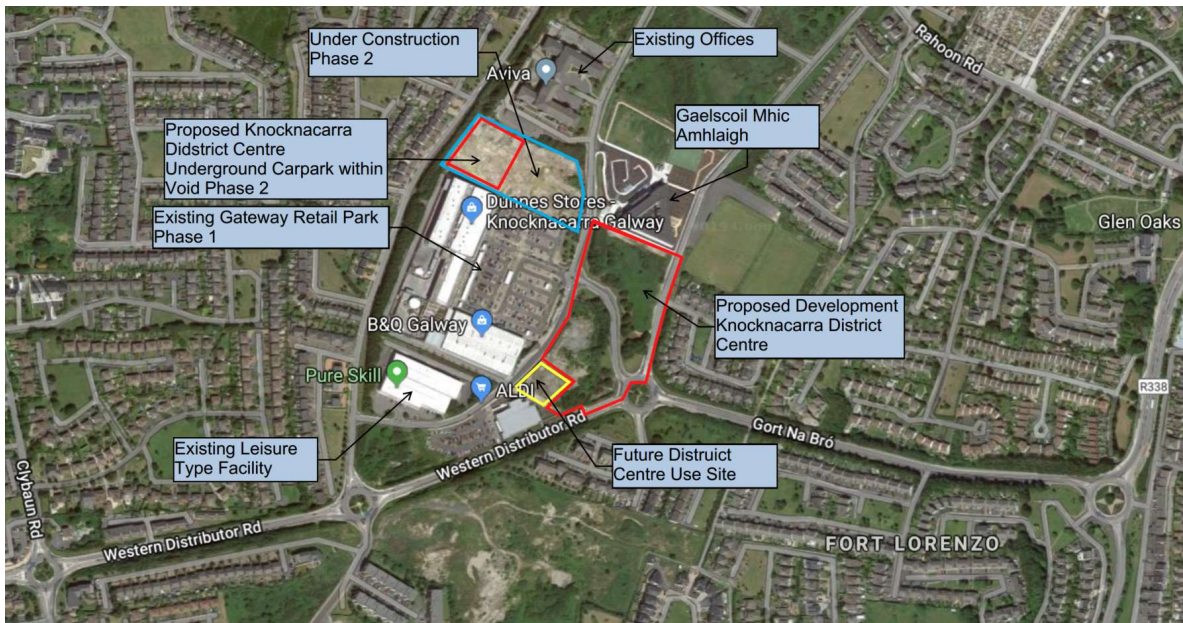 Under Construction
Phase 2
Existing Offices
Aviva
Rahoon Rd
Gaelscoil Mhic
Amhlaigh
Proposed Knocknacarra
Didstrict Centre
Underground Carpark within
Void Phase 2
Dunnes Stores -
Knocknacarra Galway
Existing Gateway Retail Park
Phase 1
Glen Oaks
Proposed Development
Knocknacarra District
Centre
B&Q Galway
Pure Skill
ALDI
R338
Existing Leisure
Type Facility
Western Distributor Rd
Gort Na Bró
Future Distruict
Centre Use Site
Clybaun Rd
Western Distributor Rd
FORT LORENZO